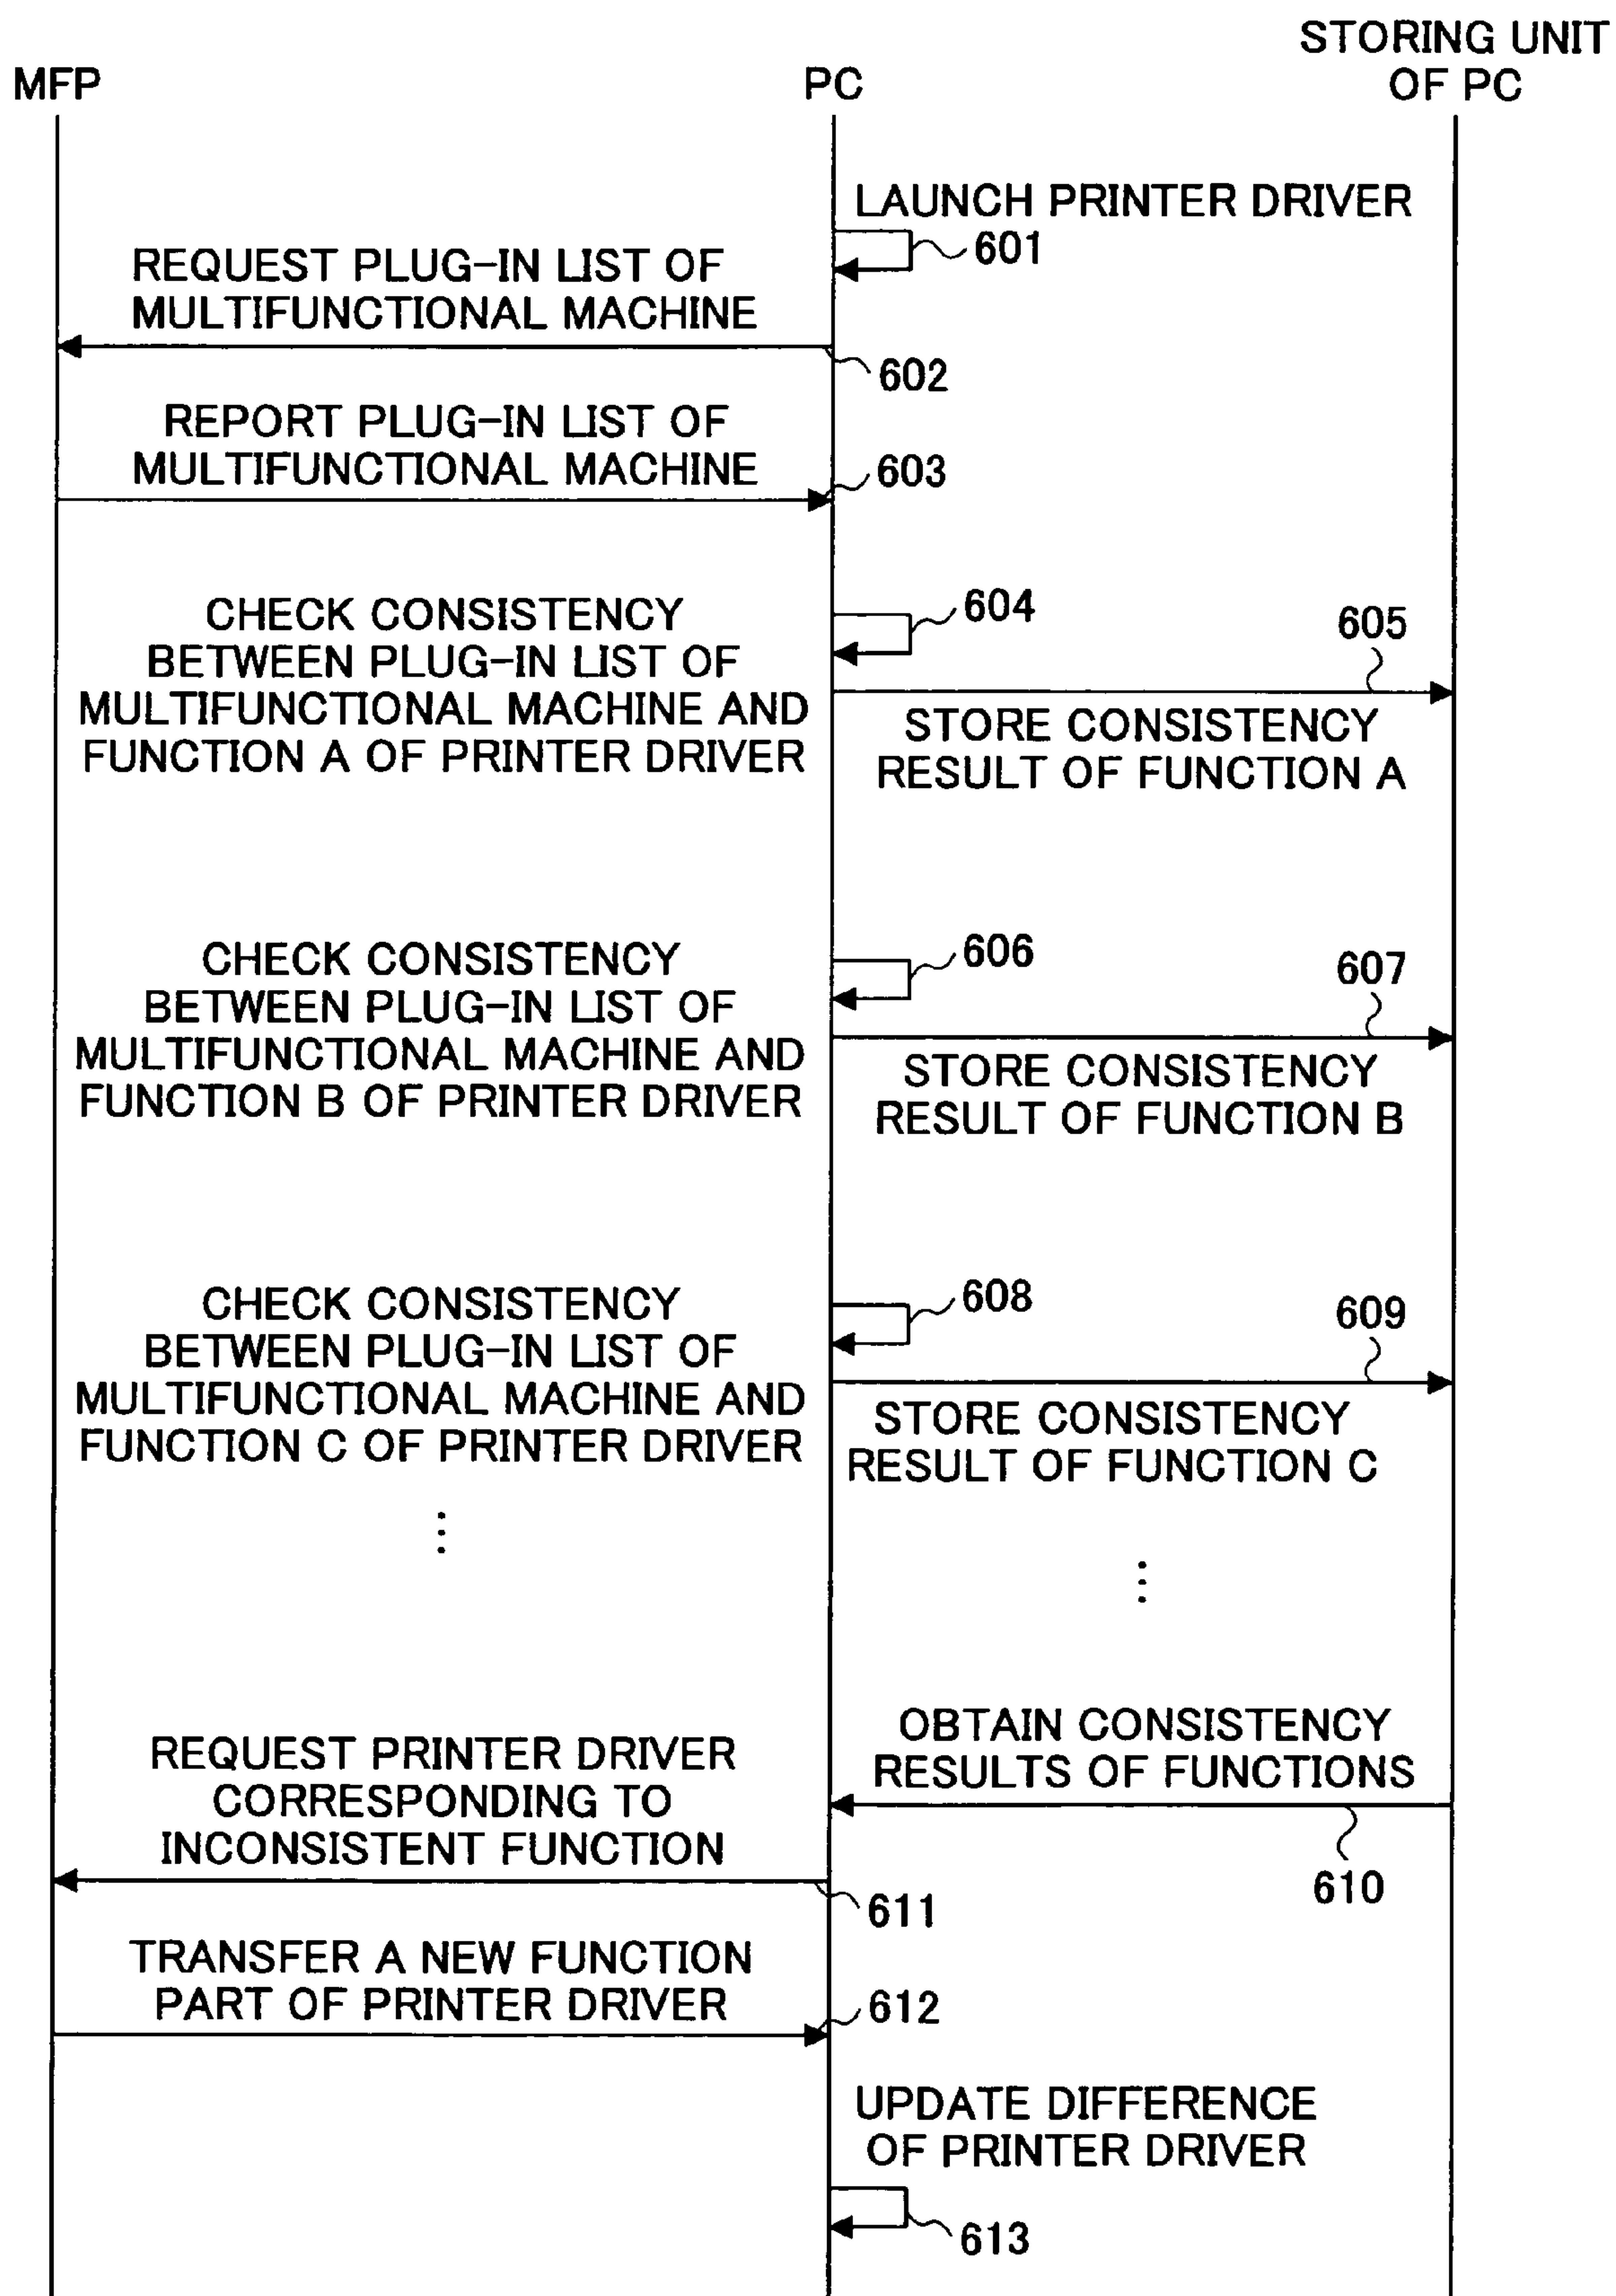 STORING UNIT
OF PC
MFP
PC
LAUNCH PRINTER DRIVER
601
REQUEST PLUG-IN LIST OF
MULTIFUNCTIONAL MACHINE
602
REPORT PLUG-IN LIST OF
MULTIFUNCTIONAL MACHINE
603
CHECK CONSISTENCY
BETWEEN PLUG-IN LIST OF
MULTIFUNCTIONAL MACHINE AND
FUNCTION A OF PRINTER DRIVER
604
605
STORE CONSISTENCY
RESULT OF FUNCTION A
CHECK CONSISTENCY
BETWEEN PLUG-IN LIST OF
MULTIFUNCTIONAL MACHINE AND
FUNCTION B OF PRINTER DRIVER
606
607
STORE CONSISTENCY
RESULT OF FUNCTION B
CHECK CONSISTENCY
BETWEEN PLUG-IN LIST OF
MULTIFUNCTIONAL MACHINE AND
FUNCTION C OF PRINTER DRIVER
608
609
STORE CONSISTENCY
RESULT OF FUNCTION C
⋮
⋮
OBTAIN CONSISTENCY
RESULTS OF FUNCTIONS
610
REQUEST PRINTER DRIVER
CORRESPONDING TO
INCONSISTENT FUNCTION
611
TRANSFER A NEW FUNCTION
PART OF PRINTER DRIVER
612
UPDATE DIFFERENCE
OF PRINTER DRIVER
613